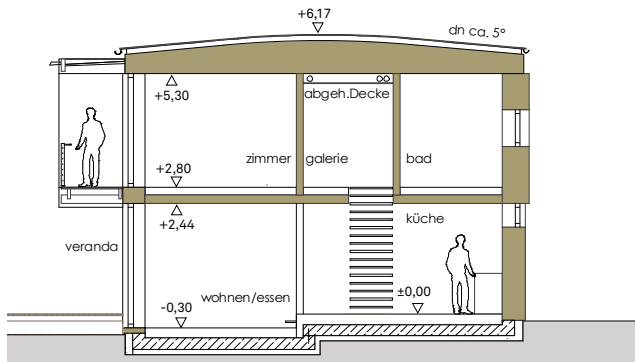 +6,17
dn ca. 5°
+5,30
abgeh.Decke
zimmer
galerie
bad
+2,80
+2,44
küche
veranda
wohnen/essen
±0,00
-0,30